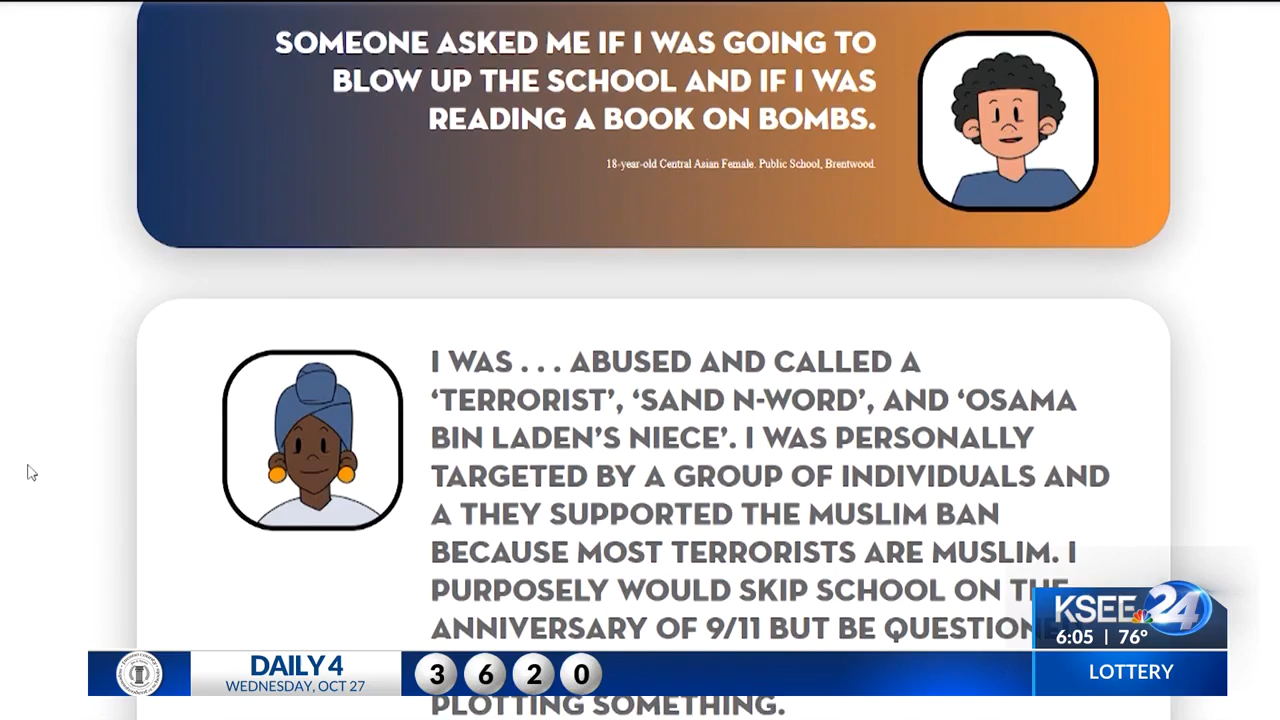 SOMEONE ASKED ME IF I WAS GOING TO
BLOW UP THE SCHOOL AND IF I WAS
READING A BOOK ON BOMBS.
18-year-old Central Asian Female. Public School, Brentwood.
I WAS . . . ABUSED AND CALLED A
‘TERRORIST’, ‘SAND N-WORD’, AND ‘OSAMA
BIN LADEN’S NIECE’. I WAS PERSONALLY
TARGETED BY A GROUP OF INDIVIDUALS AND
A THEY SUPPORTED THE MUSLIM BAN
BECAUSE MOST TERRORISTS ARE MUSLIM. I
PURPOSELY WOULD SKIP SCHOOL ON THE
ANNIVERSARY OF 9/11 BUT BE
PLOTTING SOMETHING.
KSEE 24
6:05 | 76°
LOTTERY
DAILY 4
WEDNESDAY, OCT 27
3 6 2 0